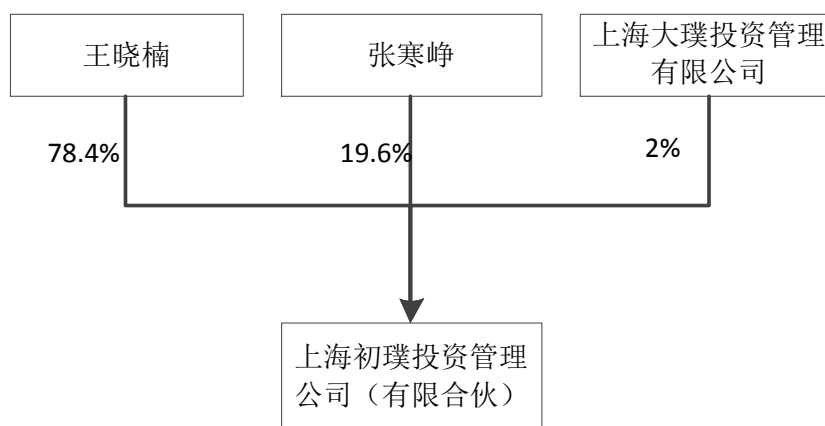 王晓楠
张寒峥
上海大璞投资管理
有限公司
78.4%
19.6%
2%
上海初璞投资管理
公司（有限合伙）